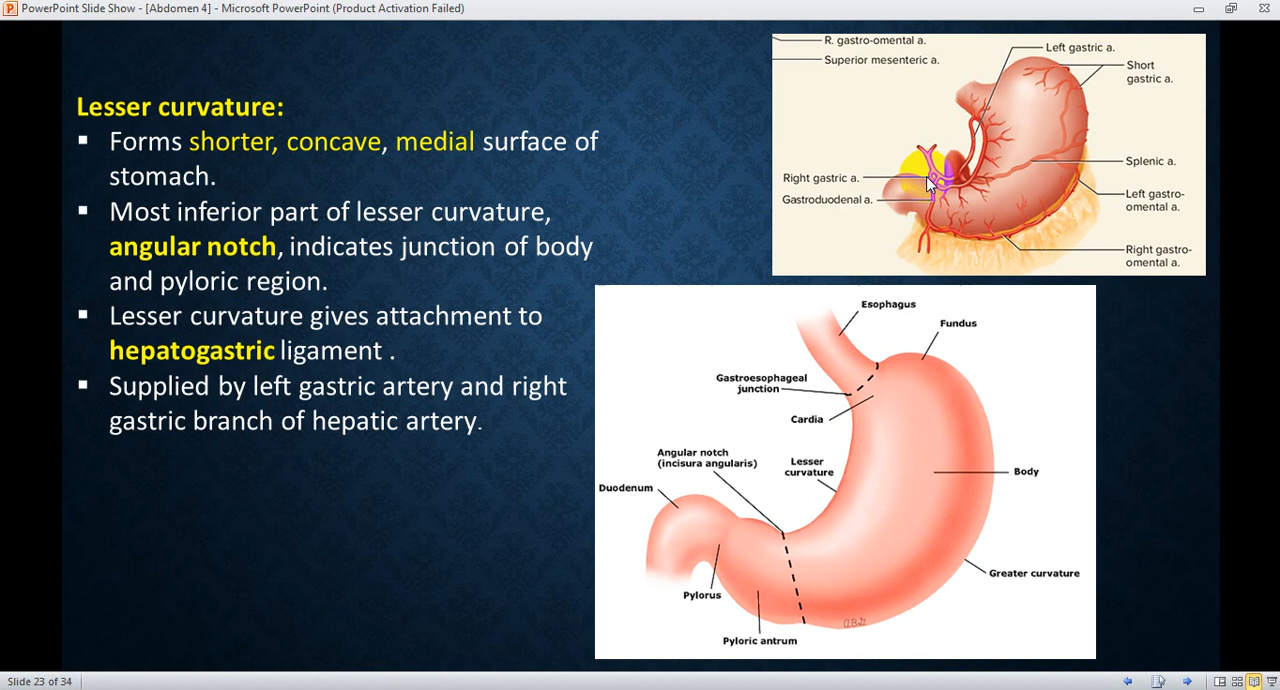 PowerPoint Slide Show - [Abdomen 4] - Microsoft PowerPoint (Product Activation Failed)
Lesser curvature:
▪ Forms shorter, concave, medial surface of
stomach.
▪ Most inferior part of lesser curvature,
angular notch, indicates junction of body
and pyloric region.
▪ Lesser curvature gives attachment to
hepatogastric ligament .
▪ Supplied by left gastric artery and right
gastric branch of hepatic artery.
R. gastro-omental a.
Superior mesenteric a.
Left gastric a.
Short
gastric a.
Right gastric a.
Gastroduodenal a.
Splenic a.
Left gastro-
omental a.
Right gastro-
omental a.
Esophagus
Fundus
Gastroesophageal
junction
Cardia
Angular notch
(incisura angularis)
Lesser
curvature
Duodenum
Body
Pylorus
Greater curvature
Pyloric antrum
Slide 23 of 34